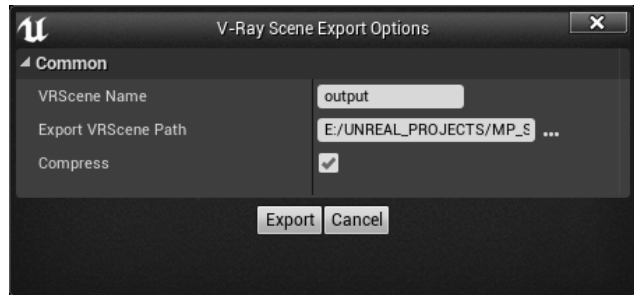 V-Ray Scene Export Options
Common
VRScene Name output
Export VRScene Path E:/UNREAL_PROJECTS/MP_S ...
Compress
Export Cancel